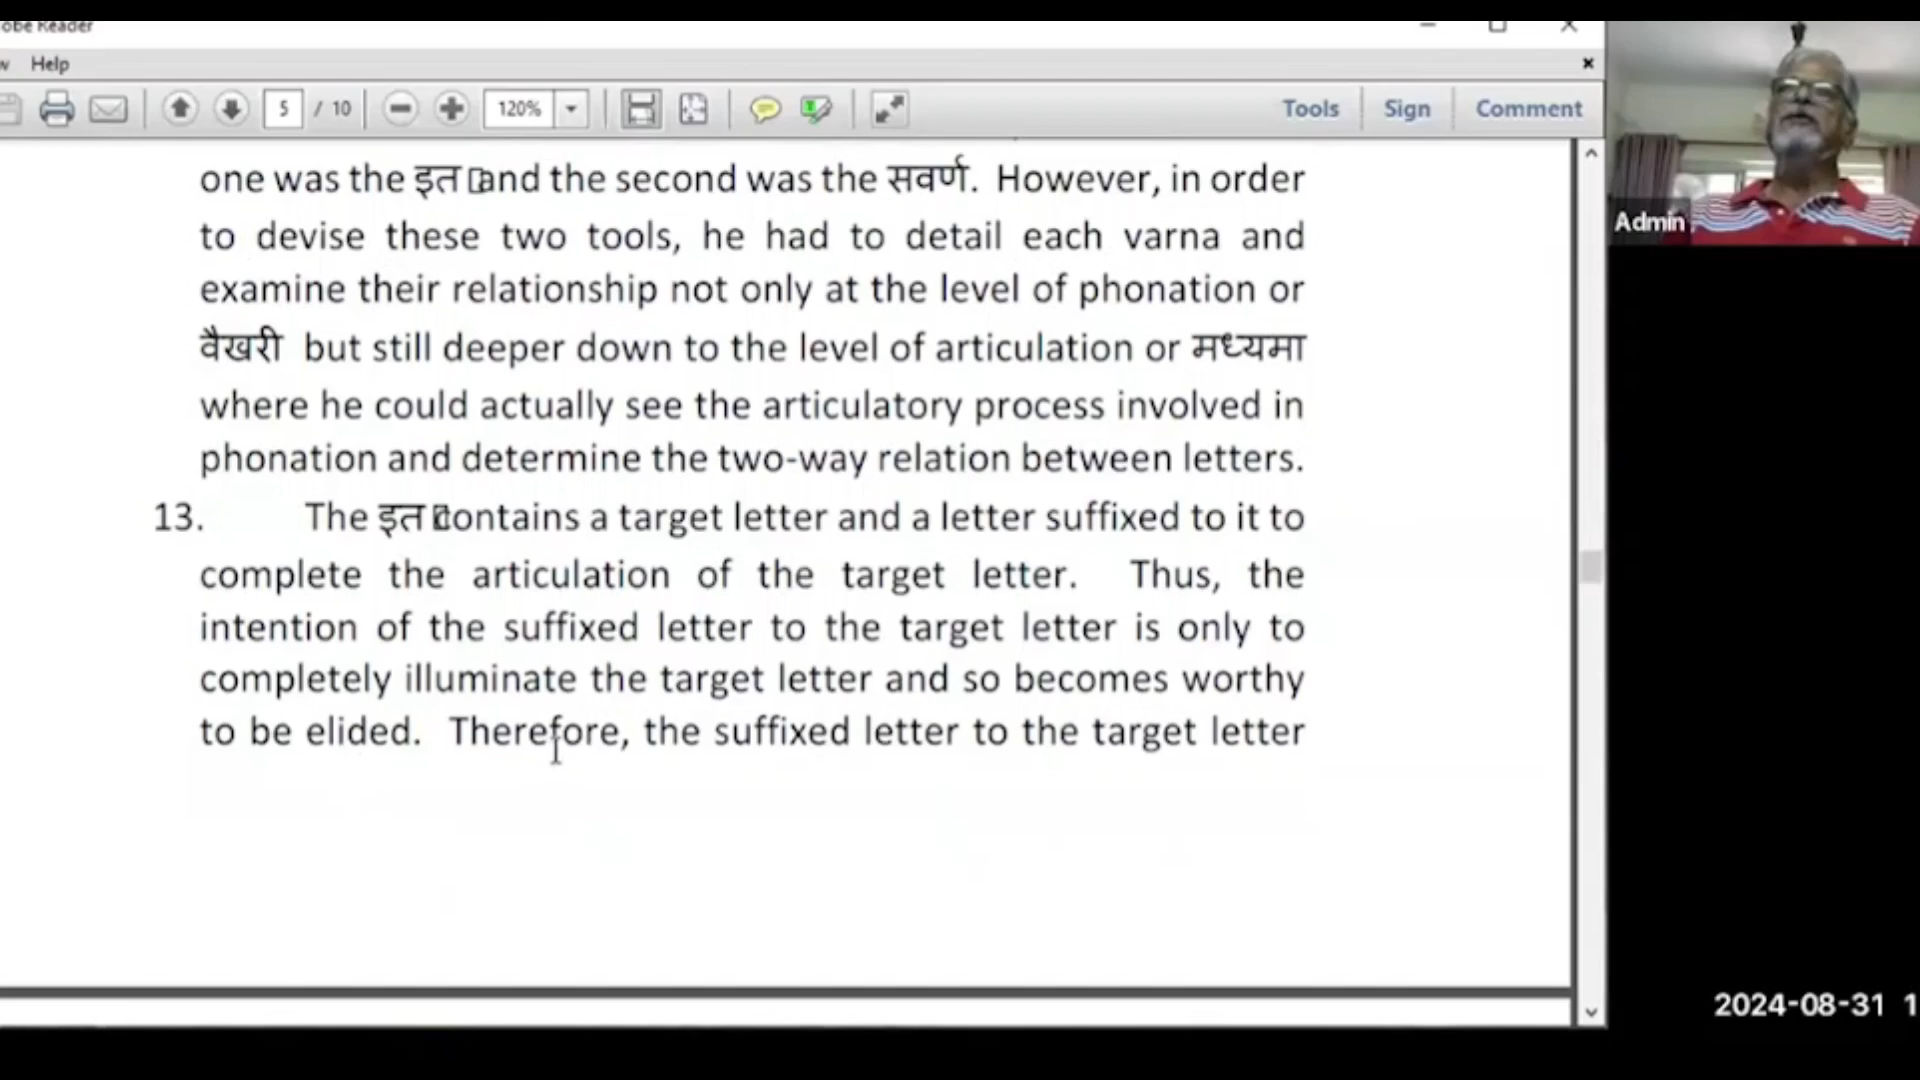 obe Reader
w Help
5 / 10 120% Tools Sign Comment
one was the इत and the second was the सवर्ण. However, in order
to devise these two tools, he had to detail each varna and
examine their relationship not only at the level of phonation or
वैखरी but still deeper down to the level of articulation or मध्यमा
where he could actually see the articulatory process involved in
phonation and determine the two-way relation between letters.
13. The इत contains a target letter and a letter suffixed to it to
complete the articulation of the target letter. Thus, the
intention of the suffixed letter to the target letter is only to
completely illuminate the target letter and so becomes worthy
to be elided. Therefore, the suffixed letter to the target letter
Admin
2024-08-31 1